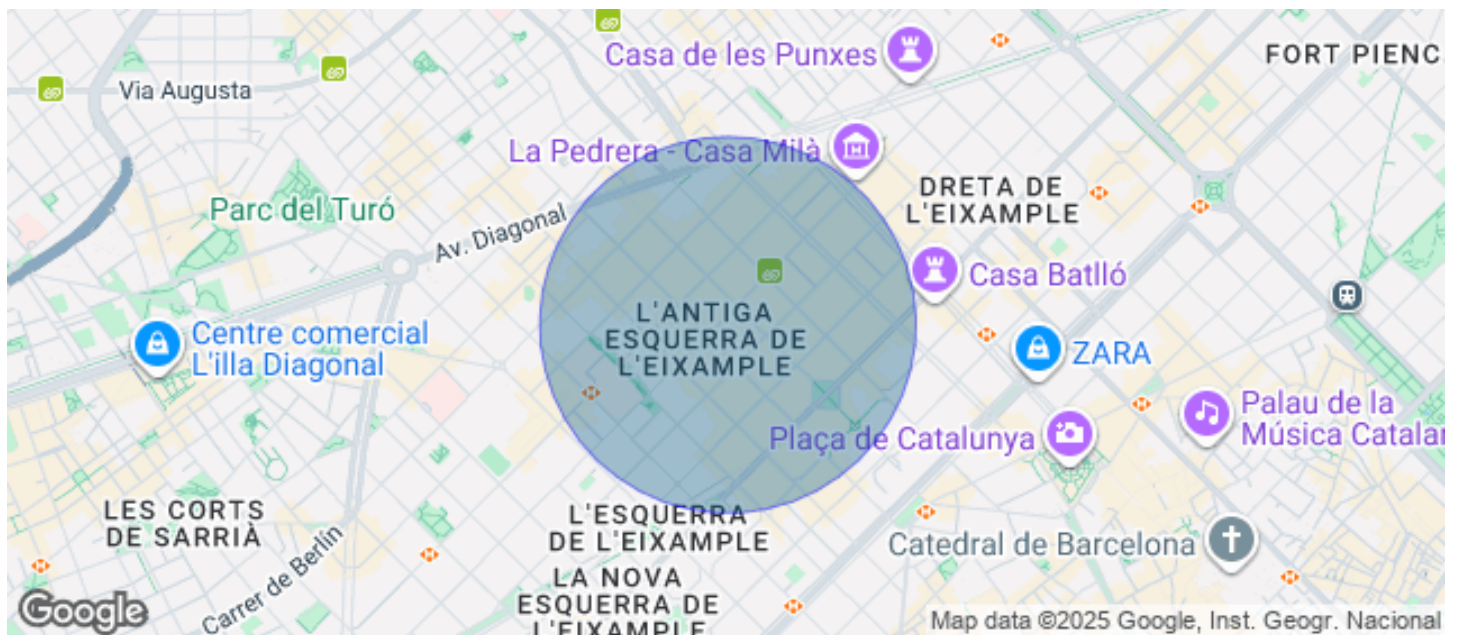 Casa de les Punxes
FORT PIENC
Via Augusta
La Pedrera - Casa Milà
DRETA DE
L'EIXAMPLE
Parc del Turó
Av. Diagonal
Casa Batlló
L'ANTIGA
ESQUERRA DE
L'EIXAMPLE
Centre comercial
L'illa Diagonal
ZARA
Palau de la
Música Catalar
Plaça de Catalunya
LES CORTS
DE SARRIÀ
L'ESQUERRA
DE L'EIXAMPLE
Catedral de Barcelona
Carrer de Berlin
LA NOVA
ESQUERRA DE
L'EIXAMPLE
Google
Map data ©2025 Google, Inst. Geogr. Nacional